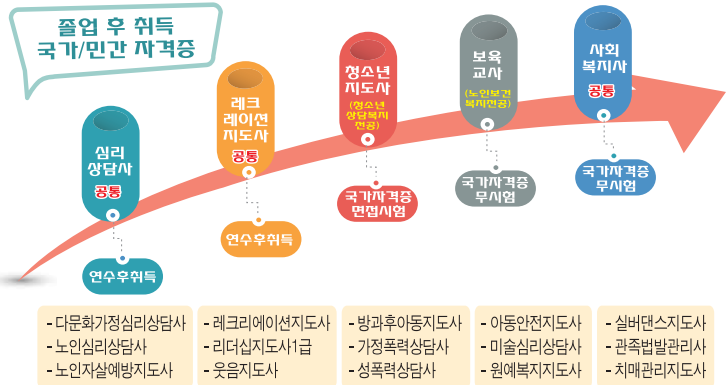 졸업 후 취득
국가/민간 자격증
심리
상담사
공통
연수후취득
레크
레이션
지도사
공통
연수후취득
청소년
지도사
(청소년
상담복지
전공)
국가자격증
면접시험
보육
교사
(노인보건
복지전공)
국가자격증
무시험
사회
복지사
공통
국가자격증
무시험
- 다문화가정심리상담사
- 노인심리상담사
- 노인자살예방지도사
- 레크리에이션지도사
- 리더십지도사1급
- 웃음지도사
- 방과후아동지도사
- 가정폭력상담사
- 성폭력상담사
- 아동안전지도사
- 미술심리상담사
- 원예복지지도사
- 실버댄스지도사
- 관족법발관리사
- 치매관리지도사